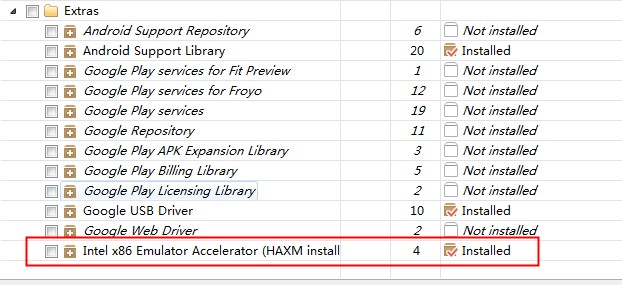 Extras
Android Support Repository 6 Not installed
Android Support Library 20 Installed
Google Play services for Fit Preview 1 Not installed
Google Play services for Froyo 12 Not installed
Google Play services 19 Not installed
Google Repository 11 Not installed
Google Play APK Expansion Library 3 Not installed
Google Play Billing Library 5 Not installed
Google Play Licensing Library 2 Not installed
Google USB Driver 10 Installed
Google Web Driver 2 Not installed
Intel x86 Emulator Accelerator (HAXM install 4 Installed